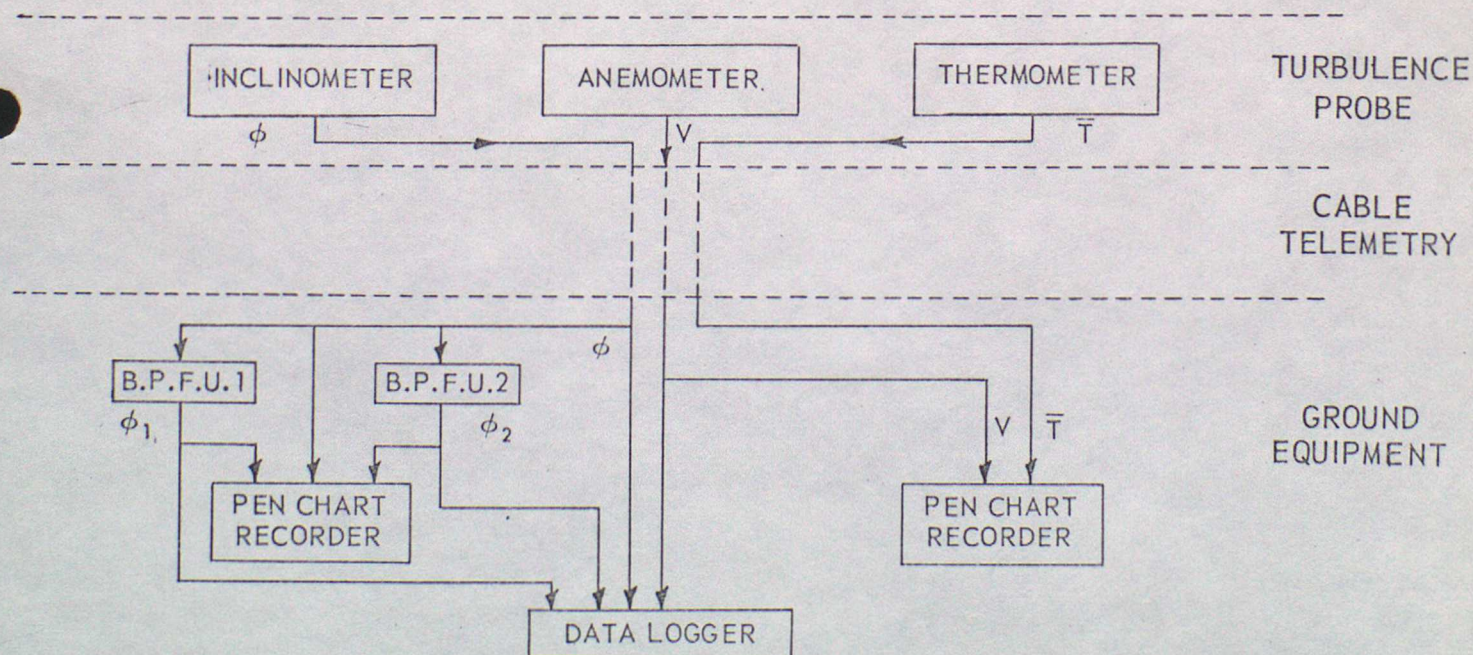 INCLINOMETER
ANEMOMETER
THERMOMETER
TURBULENCE
PROBE
ϕ
V
T̿
CABLE
TELEMETRY
ϕ
B.P.F.U.1
B.P.F.U.2
ϕ₁
ϕ₂
V
T̅
GROUND
EQUIPMENT
PEN CHART
RECORDER
PEN CHART
RECORDER
DATA LOGGER